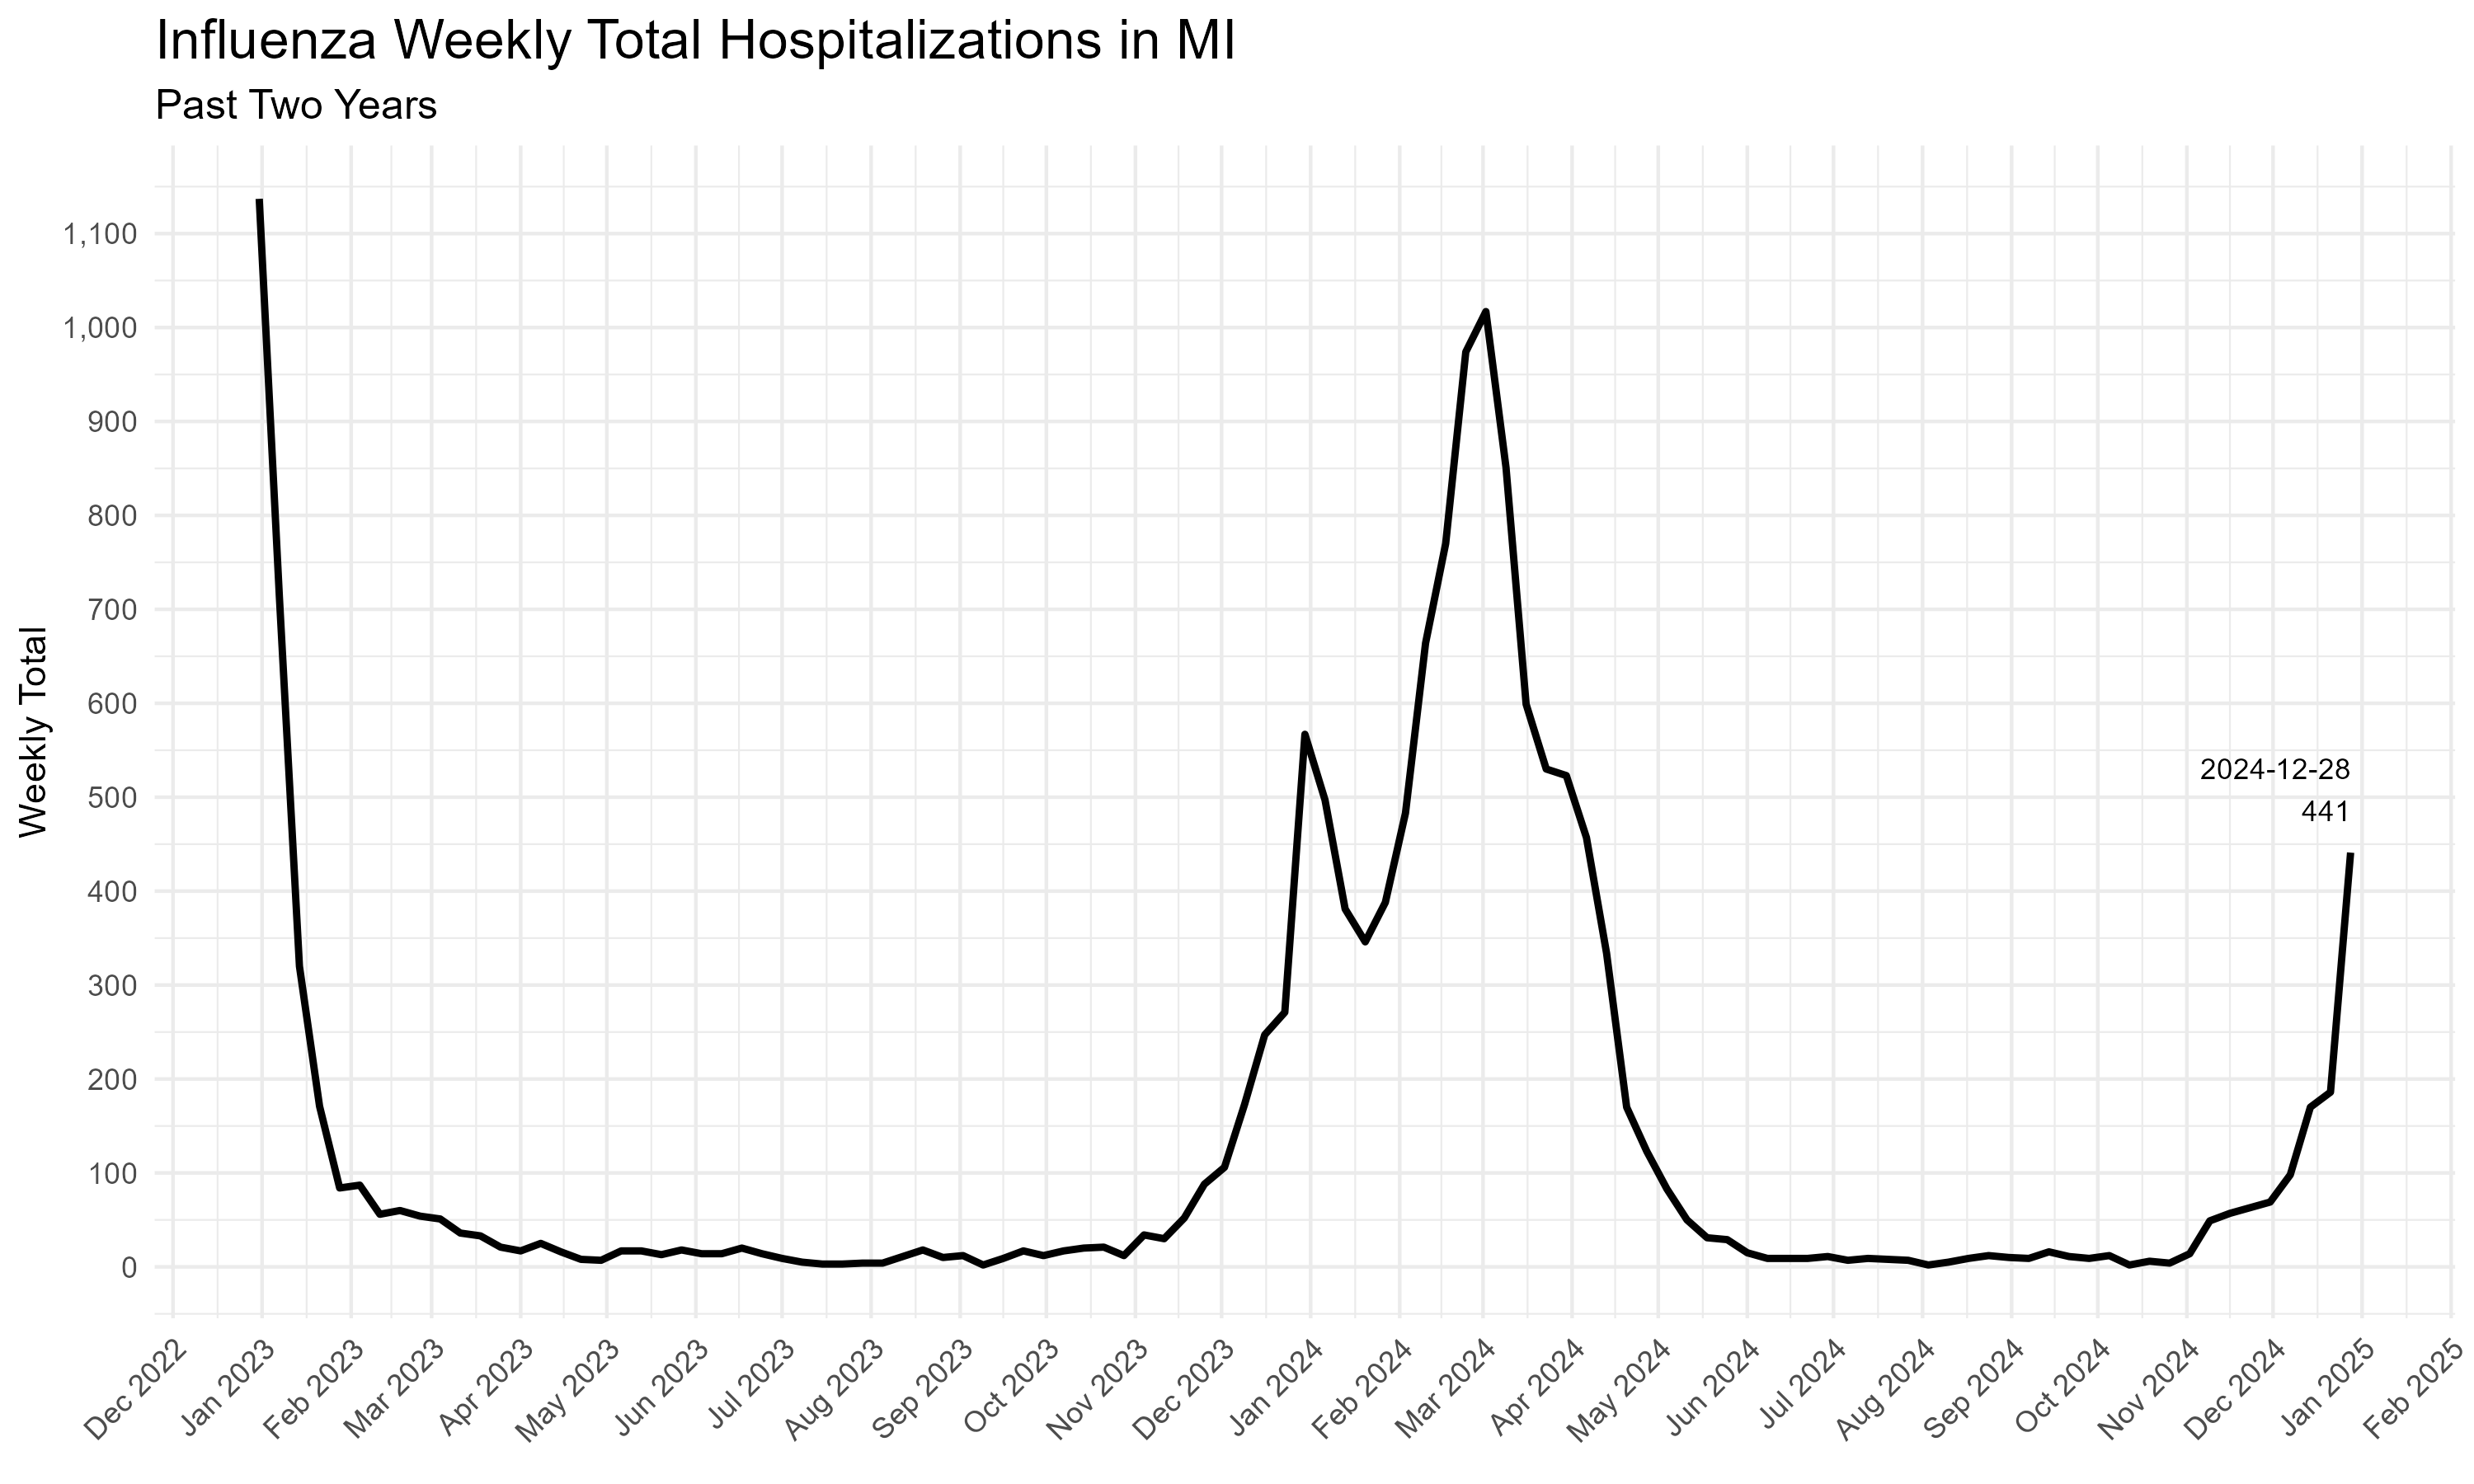 Influenza Weekly Total Hospitalizations in MI
Past Two Years
Weekly Total
1,100
1,000
900
800
700
600
500
400
300
200
100
0
2024-12-28
441
Dec 2022
Jan 2023
Feb 2023
Mar 2023
Apr 2023
May 2023
Jun 2023
Jul 2023
Aug 2023
Sep 2023
Oct 2023
Nov 2023
Dec 2023
Jan 2024
Feb 2024
Mar 2024
Apr 2024
May 2024
Jun 2024
Jul 2024
Aug 2024
Sep 2024
Oct 2024
Nov 2024
Dec 2024
Jan 2025
Feb 2025